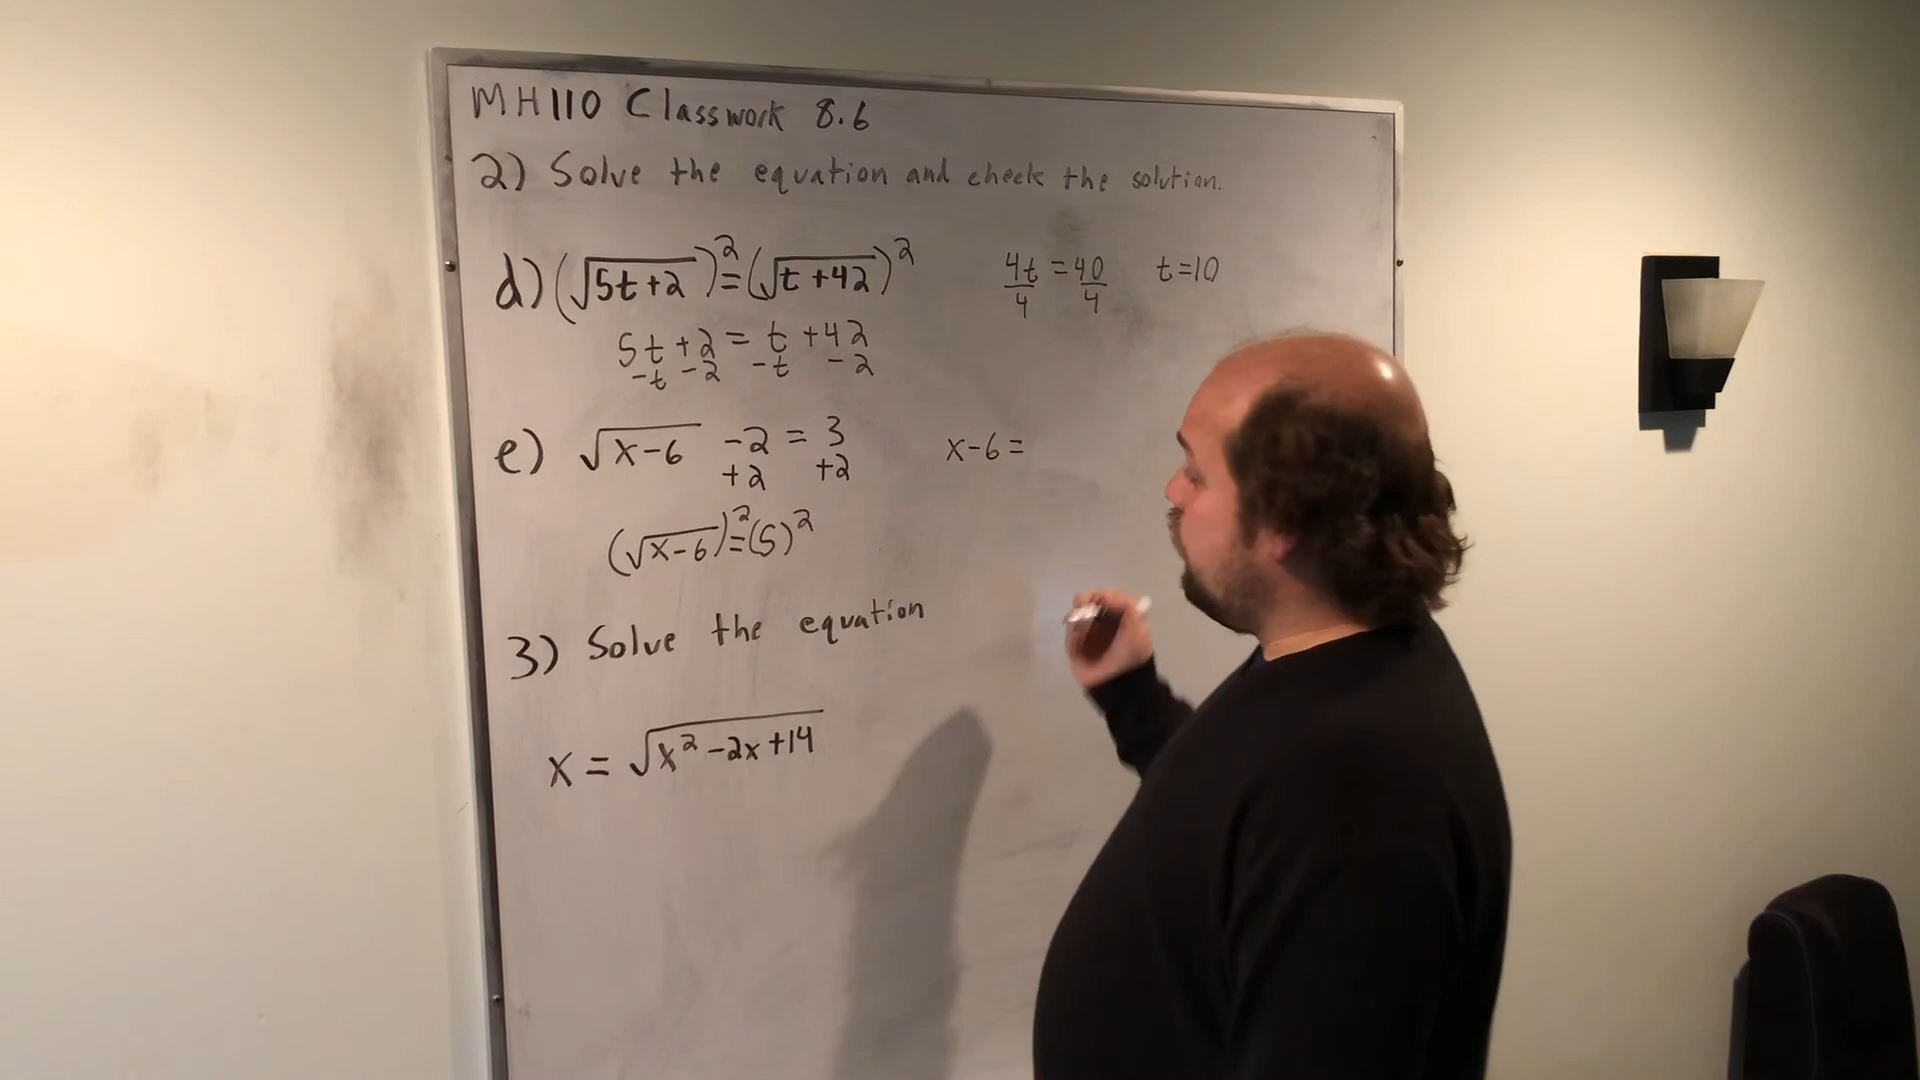 MH110 Classwork 8.6
2) Solve the equation and check the solution.
d) (√5t+2)² = (√t+42)²
4t/4 = 40/4 t=10
5t+2 = t+42
-t -2 -t -2
e) √x-6 -2 = 3
x-6=
+2 +2
(√x-6)² = (5)²
3) Solve the equation
x = √x²-2x+14